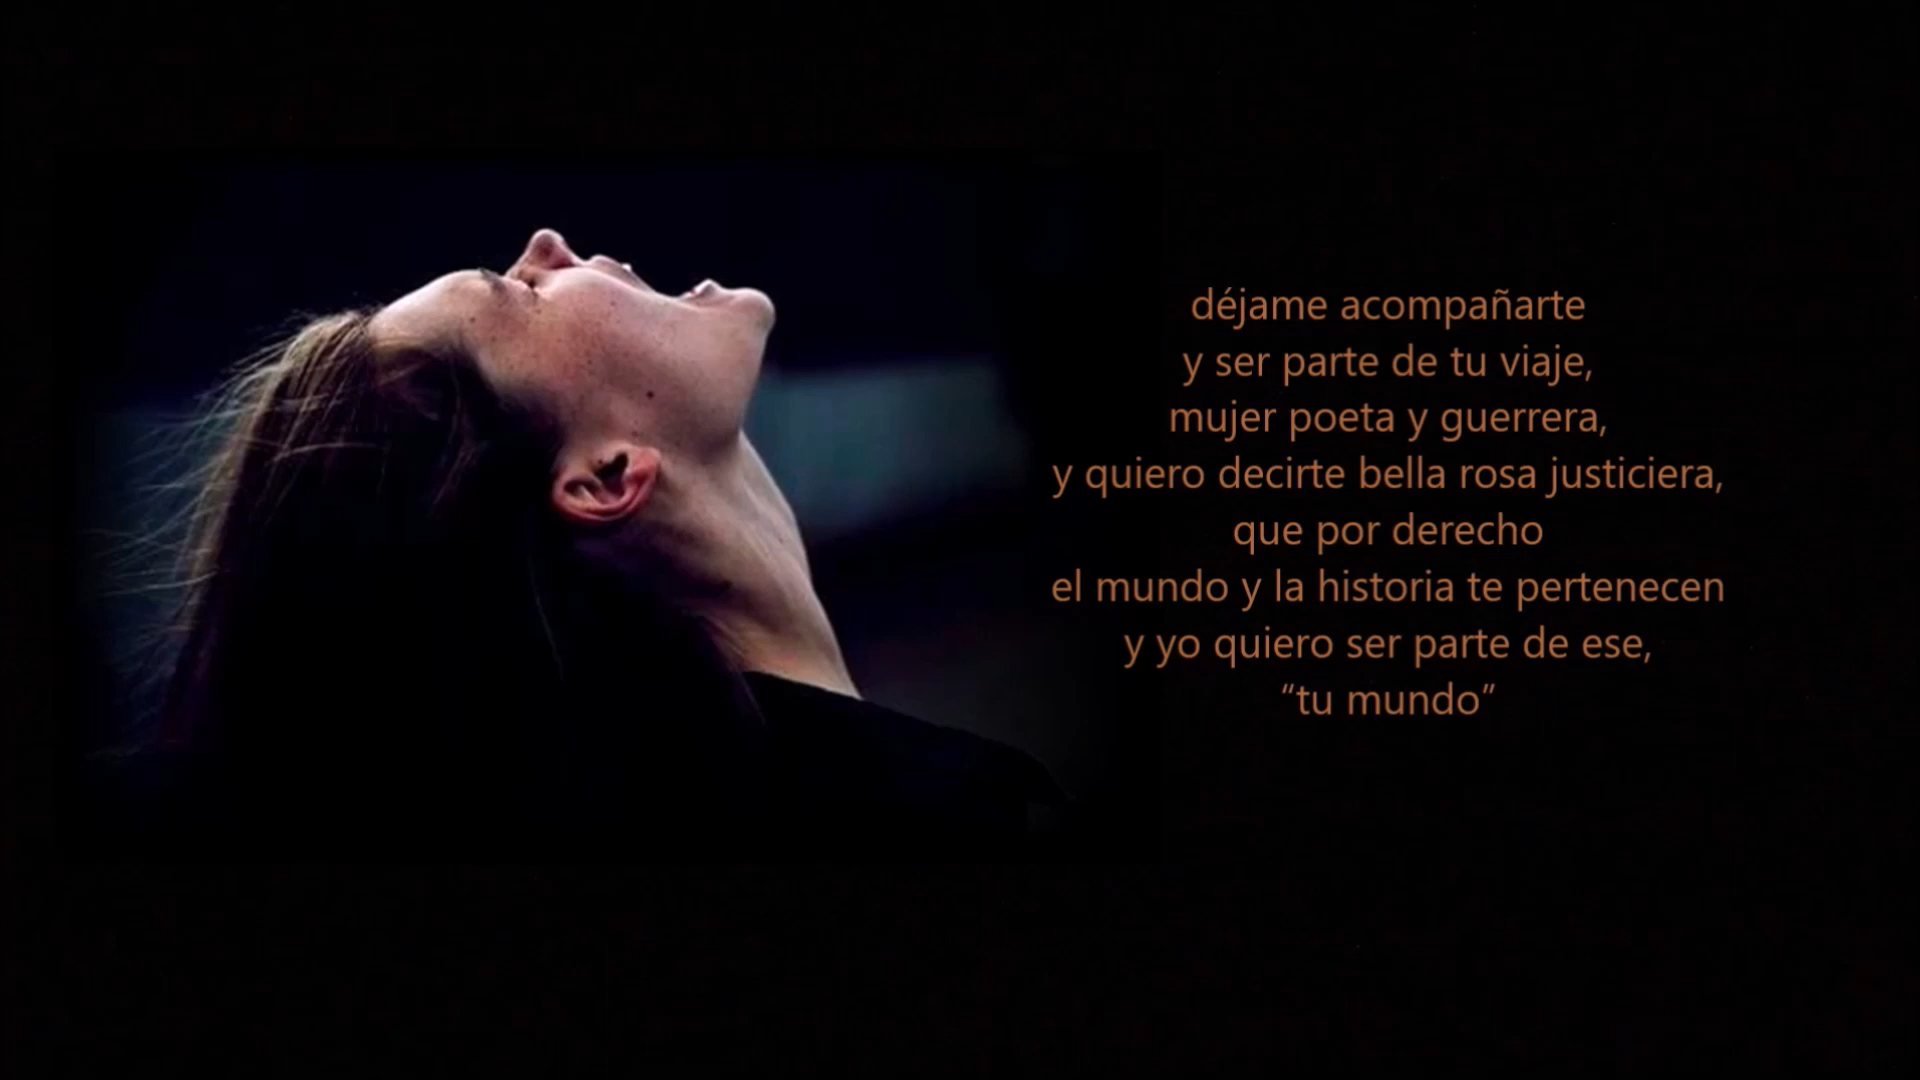 déjame acompañarte
y ser parte de tu viaje,
mujer poeta y guerrera,
y quiero decirte bella rosa justiciera,
que por derecho
el mundo y la historia te pertenecen
y yo quiero ser parte de ese,
“tu mundo”